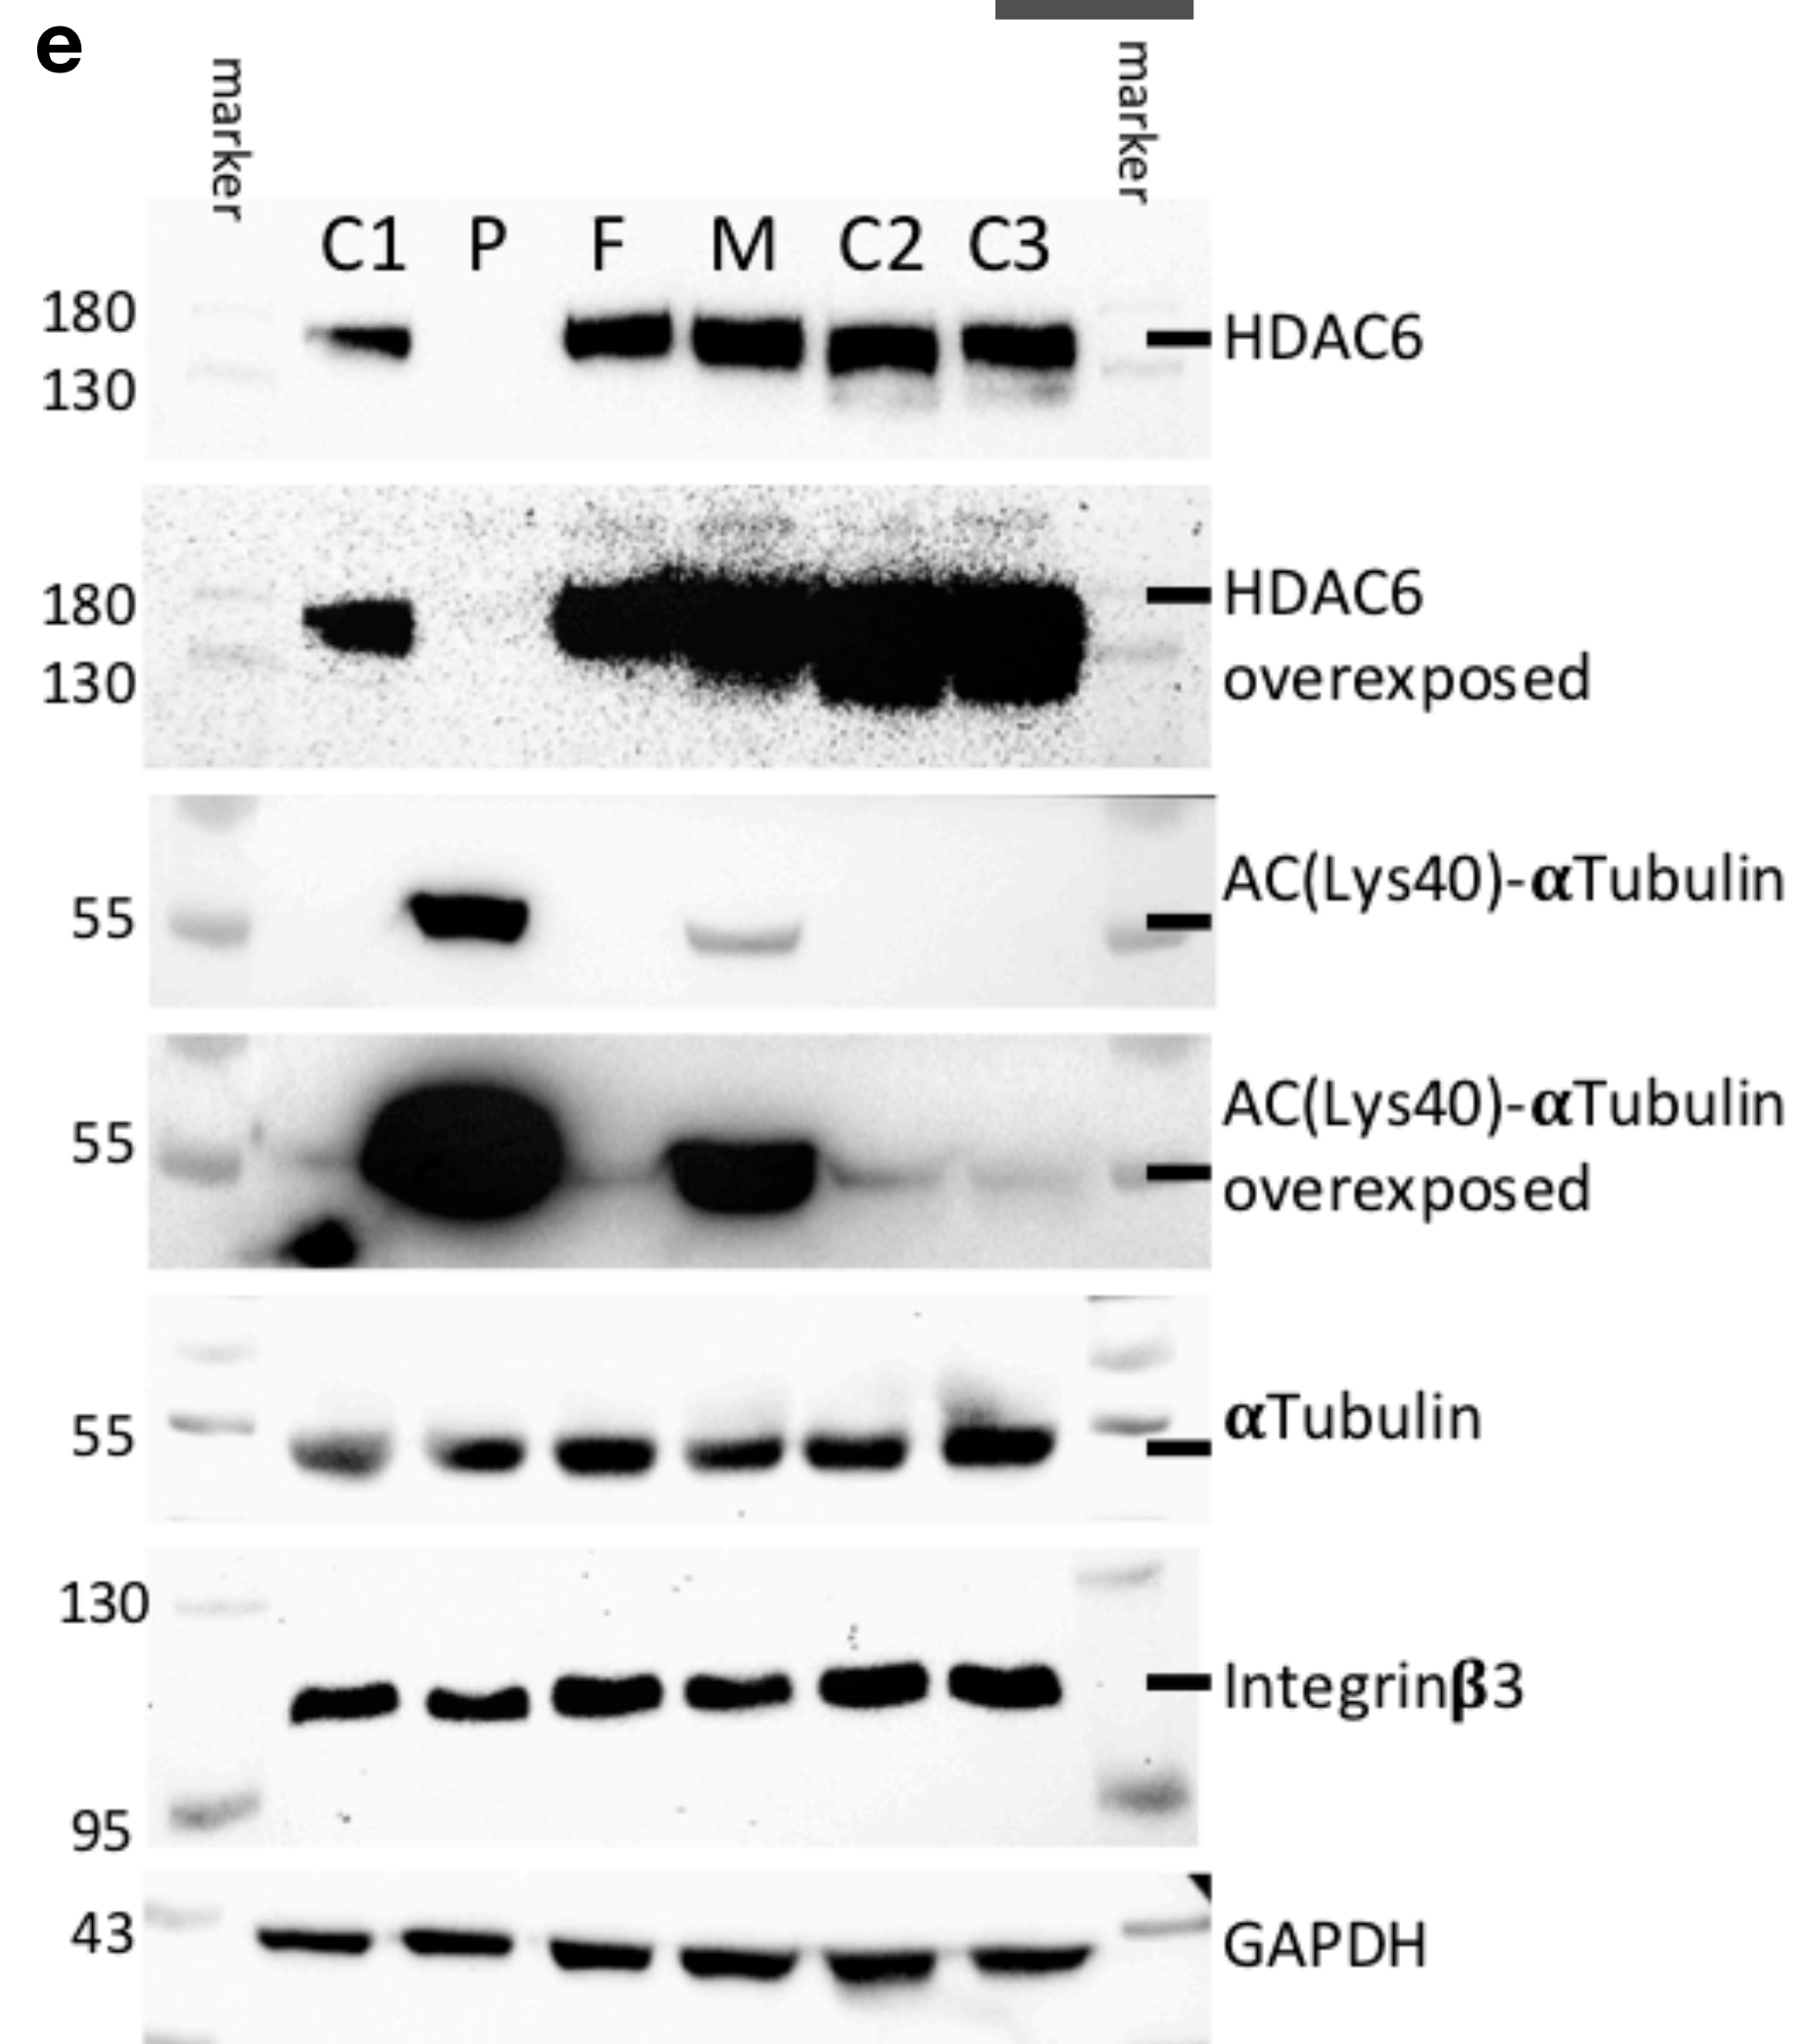 e
marker
marker
C1 P F M C2 C3
180
HDAC6
130
180
HDAC6
130
overexposed
AC(Lys40)-αTubulin
55
AC(Lys40)-αTubulin
55
overexposed
αTubulin
55
130
Integrinβ3
95
43
GAPDH